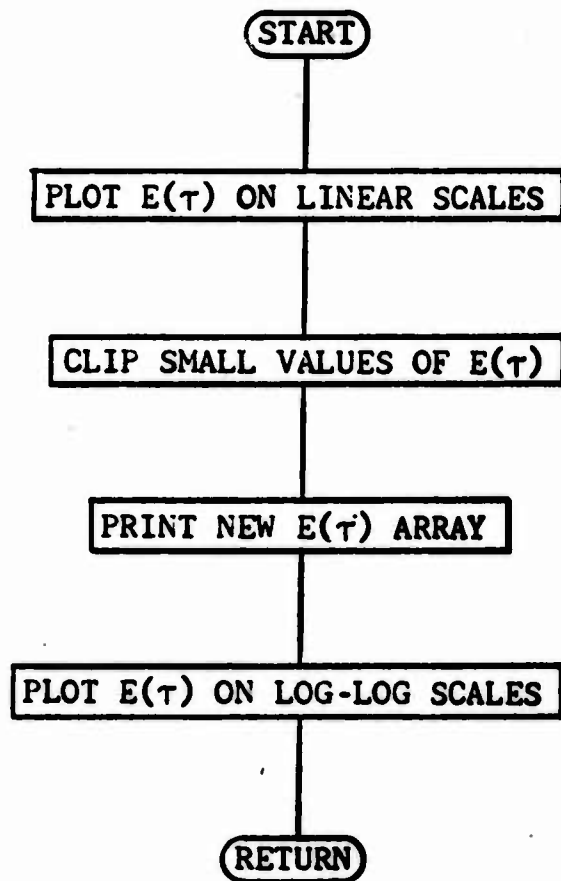 START
PLOT E(τ) ON LINEAR SCALES
CLIP SMALL VALUES OF E(τ)
PRINT NEW E(τ) ARRAY
PLOT E(τ) ON LOG-LOG SCALES
RETURN